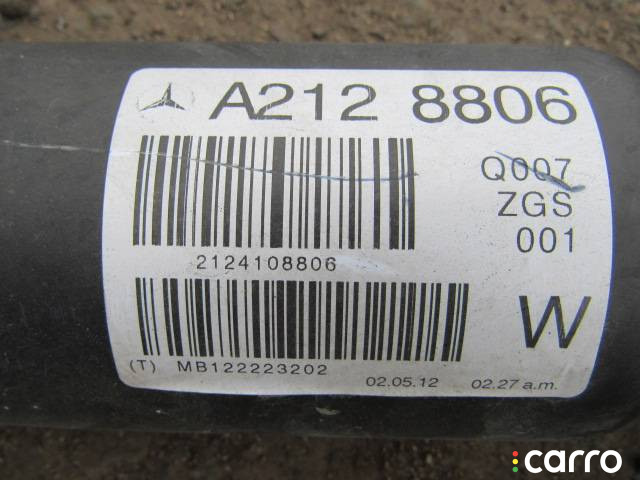 A212 8806
Q007
ZGS
001
2124108806
W
(T) MB122223202
02.05.12 02.27 a.m.
carro